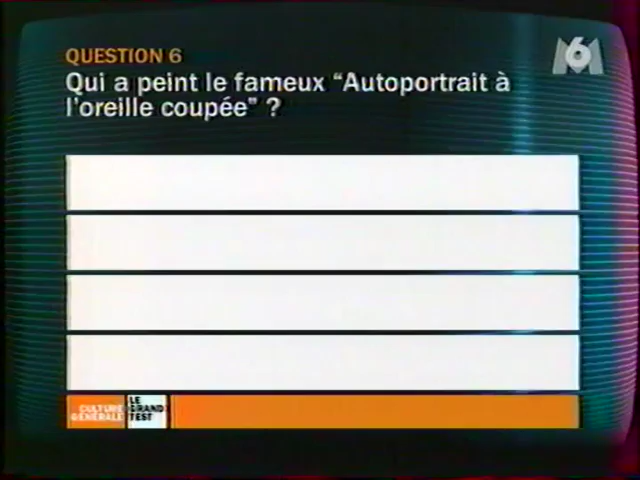 QUESTION 6
M6
Qui a peint le fameux “Autoportrait à
l'oreille coupée” ?
CULTURE
GÉNÉRALE
LE
GRAND
TEST